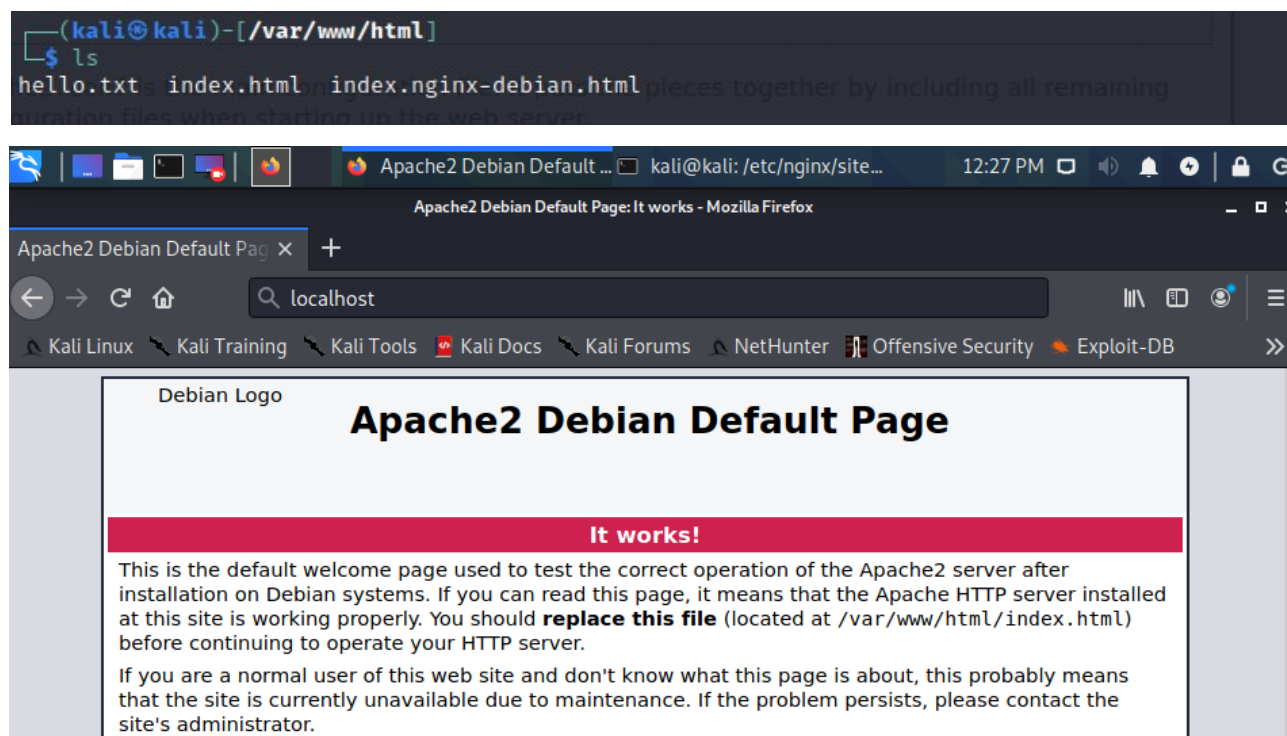 (kali㉿kali)-[/var/www/html]
$ ls
hello.txt index.html index.nginx-debian.html
pieces together by including all remaining
uration files when starting up the web server.
Apache2 Debian Default ... kali@kali: /etc/nginx/site... 12:27 PM
Apache2 Debian Default Page: It works - Mozilla Firefox
Apache2 Debian Default Pag
localhost
Kali Linux Kali Training Kali Tools Kali Docs Kali Forums NetHunter Offensive Security Exploit-DB
Debian Logo
Apache2 Debian Default Page
It works!
This is the default welcome page used to test the correct operation of the Apache2 server after
installation on Debian systems. If you can read this page, it means that the Apache HTTP server installed
at this site is working properly. You should replace this file (located at /var/www/html/index.html)
before continuing to operate your HTTP server.
If you are a normal user of this web site and don't know what this page is about, this probably means
that the site is currently unavailable due to maintenance. If the problem persists, please contact the
site's administrator.